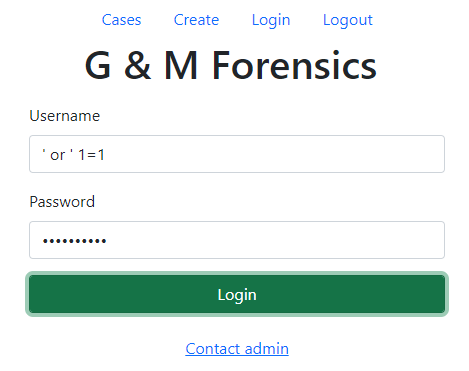 Cases Create Login Logout
G & M Forensics
Username
' or ' 1=1
Password
••••••••••
Login
Contact admin